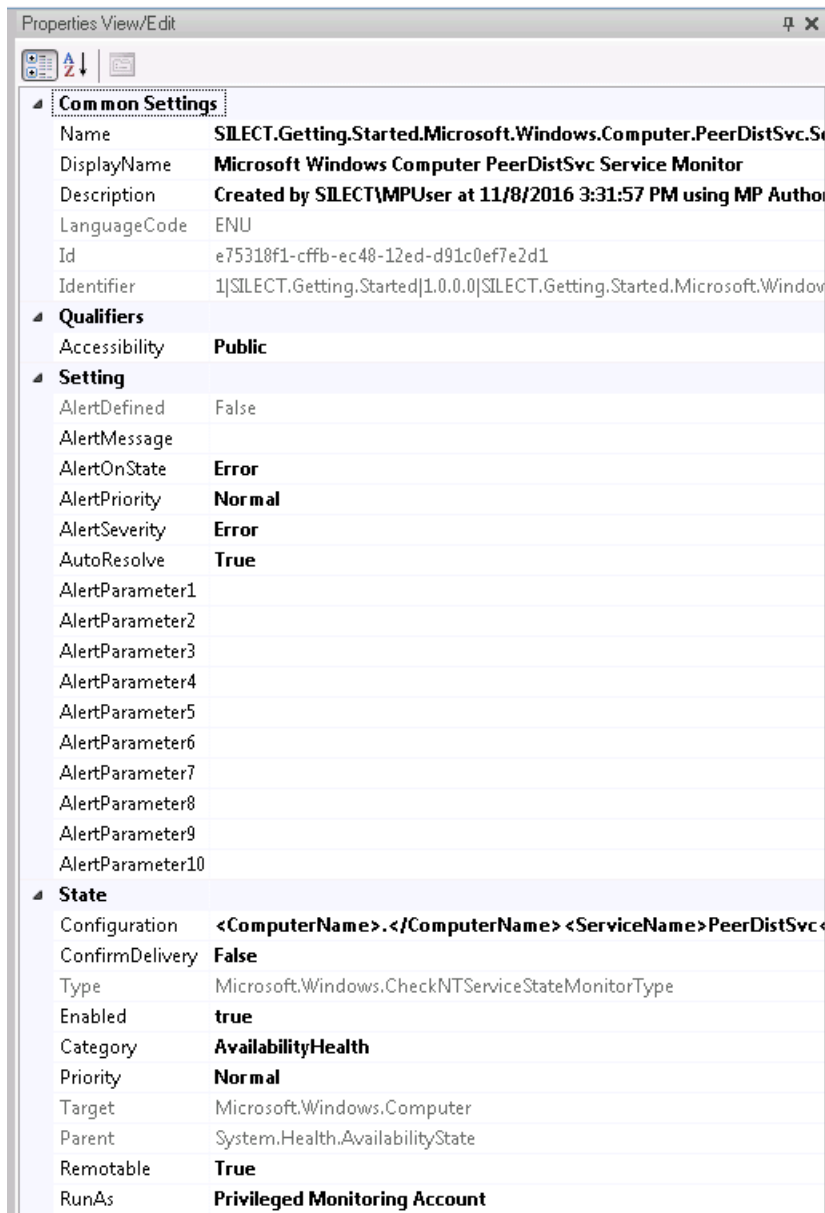 Properties View/Edit
Common Settings
Name SILECT.Getting.Started.Microsoft.Windows.Computer.PeerDistSvc.Se
DisplayName Microsoft Windows Computer PeerDistSvc Service Monitor
Description Created by SILECT\MPUser at 11/8/2016 3:31:57 PM using MP Author
LanguageCode ENU
Id e75318f1-cffb-ec48-12ed-d91c0ef7e2d1
Identifier 1|SILECT.Getting.Started|1.0.0.0|SILECT.Getting.Started.Microsoft.Window
Qualifiers
Accessibility Public
Setting
AlertDefined False
AlertMessage
AlertOnState Error
AlertPriority Normal
AlertSeverity Error
AutoResolve True
AlertParameter1
AlertParameter2
AlertParameter3
AlertParameter4
AlertParameter5
AlertParameter6
AlertParameter7
AlertParameter8
AlertParameter9
AlertParameter10
State
Configuration <ComputerName>.</ComputerName><ServiceName>PeerDistSvc<
ConfirmDelivery False
Type Microsoft.Windows.CheckNTServiceStateMonitorType
Enabled true
Category AvailabilityHealth
Priority Normal
Target Microsoft.Windows.Computer
Parent System.Health.AvailabilityState
Remotable True
RunAs Privileged Monitoring Account